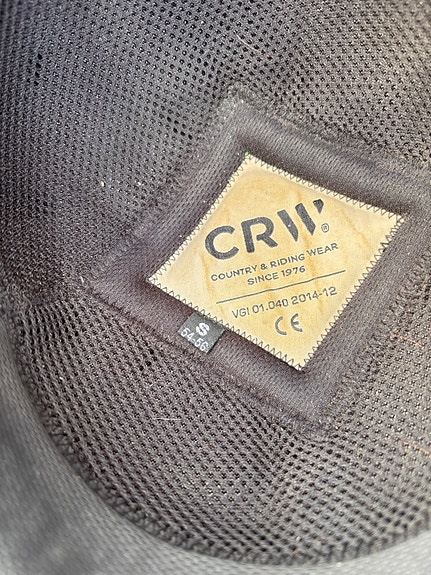 CRW®
COUNTRY & RIDING WEAR
SINCE 1976
VG1 01.040 2014-12
CE
S
54-56